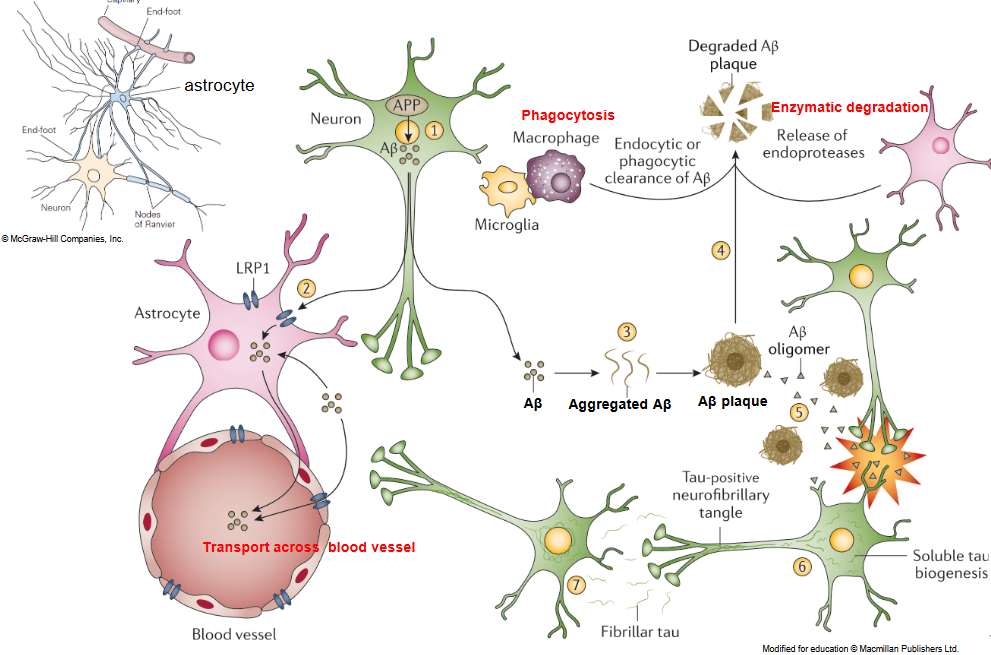 Capillary
End-foot
astrocyte
End-foot
Neuron
Nodes
of Ranvier
© McGraw-Hill Companies, Inc.
Neuron
APP
1
Aβ
Phagocytosis
Macrophage
Microglia
Endocytic or
phagocytic
clearance of Aβ
Degraded Aβ
plaque
Enzymatic degradation
Release of
endoproteases
4
LRP1
2
Astrocyte
3
Aβ
Aggregated Aβ
Aβ plaque
Aβ
oligomer
5
Transport across blood vessel
Blood vessel
Tau-positive
neurofibrillary
tangle
7
Fibrillar tau
6
Soluble tau
biogenesis
Modified for education © Macmillan Publishers Ltd.